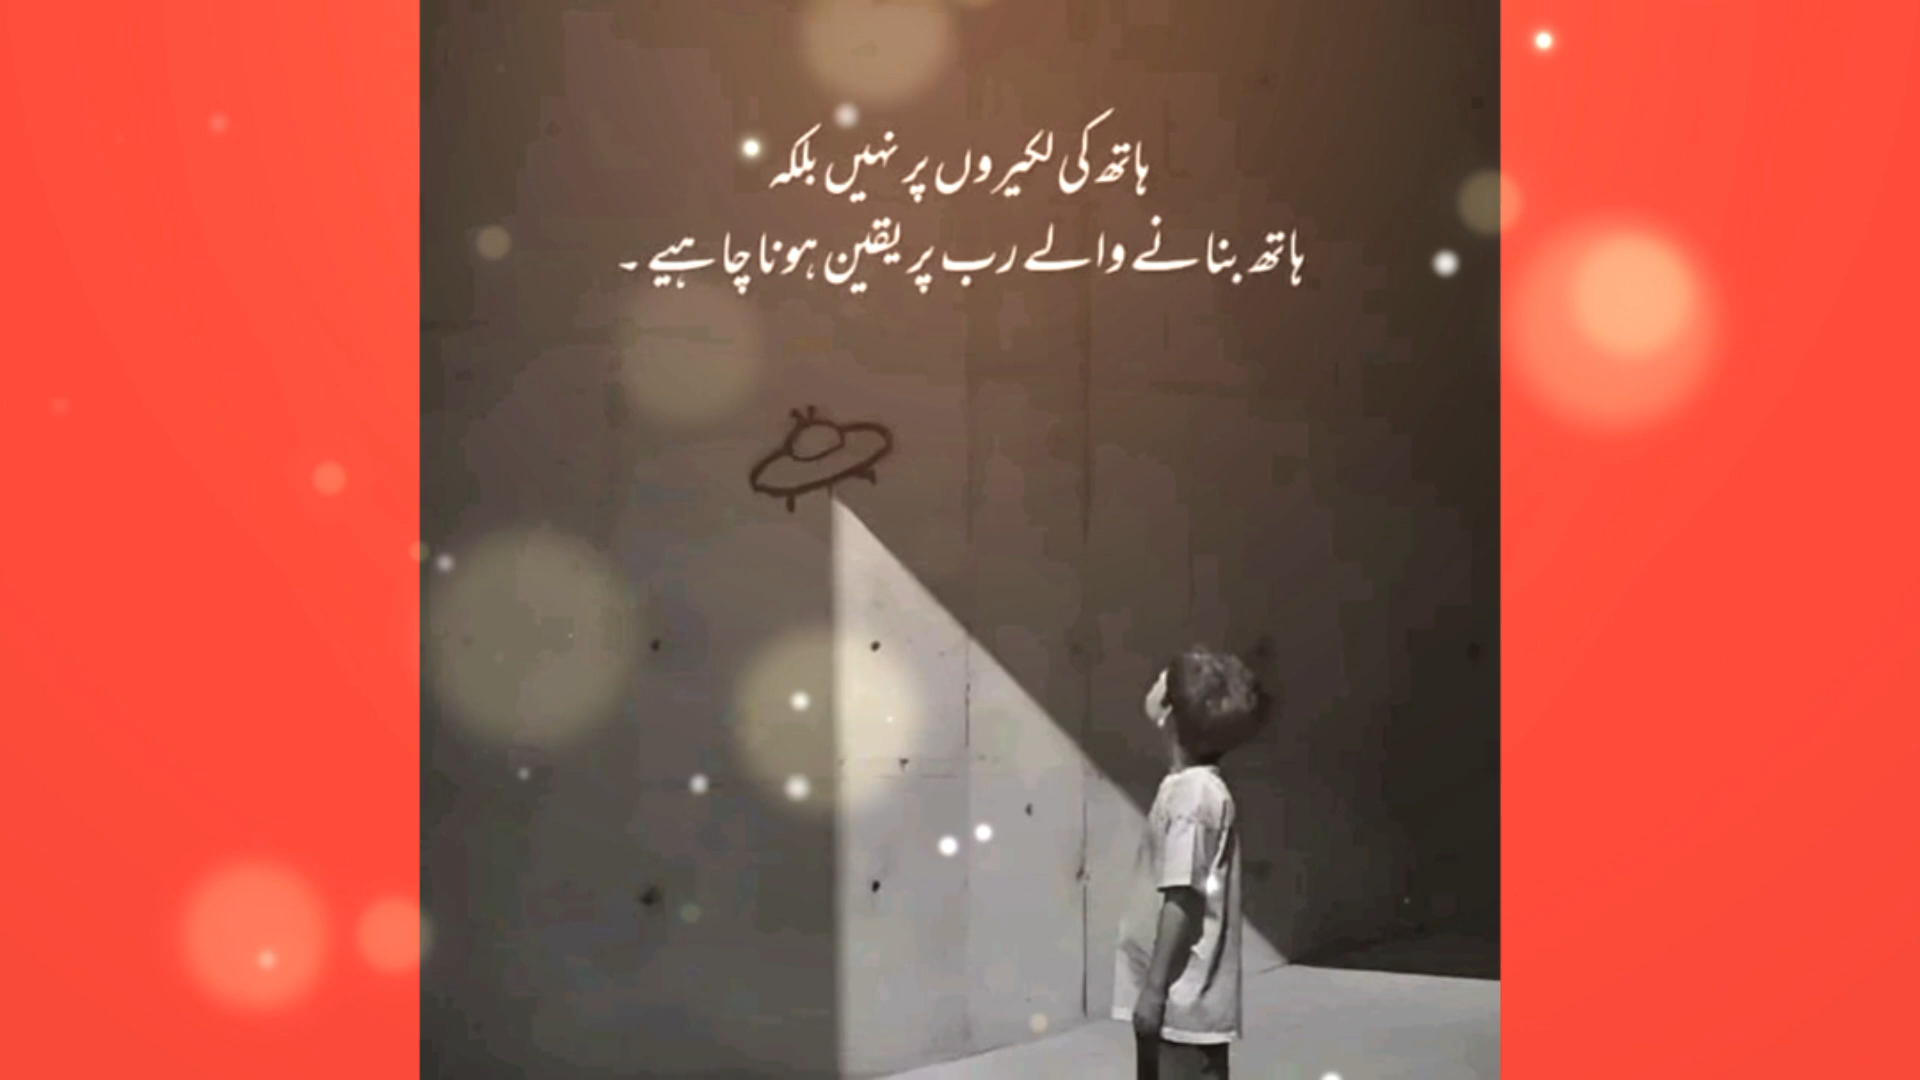 ہاتھ کی لکیروں پر نہیں بلکہ
ہاتھ بنانے والے رب پر یقین ہونا چاہیے ۔